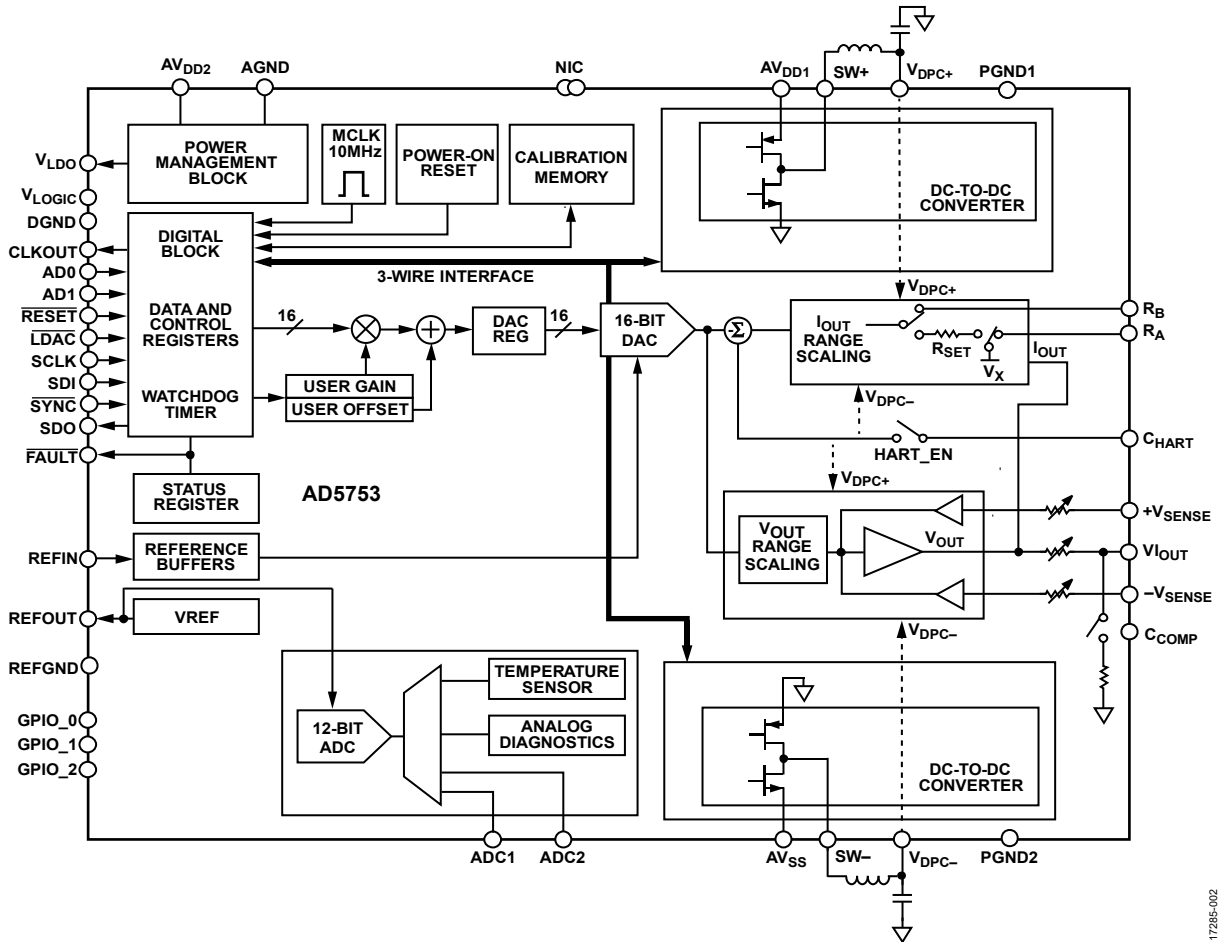 AVDD2
AGND
NIC
AVDD1
SW+
VDPC+
PGND1
VLDO
VLOGIC
DGND
CLKOUT
AD0
AD1
RESET
LDAC
SCLK
SDI
SYNC
SDO
FAULT
REFIN
REFOUT
REFGND
GPIO_0
GPIO_1
GPIO_2
POWER
MANAGEMENT
BLOCK
MCLK
10MHz
POWER-ON
RESET
CALIBRATION
MEMORY
DIGITAL
BLOCK
DATA AND
CONTROL
REGISTERS
WATCHDOG
TIMER
3-WIRE INTERFACE
16
USER GAIN
USER OFFSET
DAC
REG
16
16-BIT
DAC
STATUS
REGISTER
AD5753
REFERENCE
BUFFERS
VREF
12-BIT
ADC
TEMPERATURE
SENSOR
ANALOG
DIAGNOSTICS
ADC1
ADC2
DC-TO-DC
CONVERTER
VDPC+
-Σ
IOUT
RANGE
SCALING
RSET
VX
IOUT
RB
RA
VDPC–
HART_EN
CHART
VDPC+
VOUT
RANGE
SCALING
VOUT
+VSENSE
VIOUT
–VSENSE
CCOMP
VDPC–
DC-TO-DC
CONVERTER
AVSS
SW–
VDPC–
PGND2
17285-002